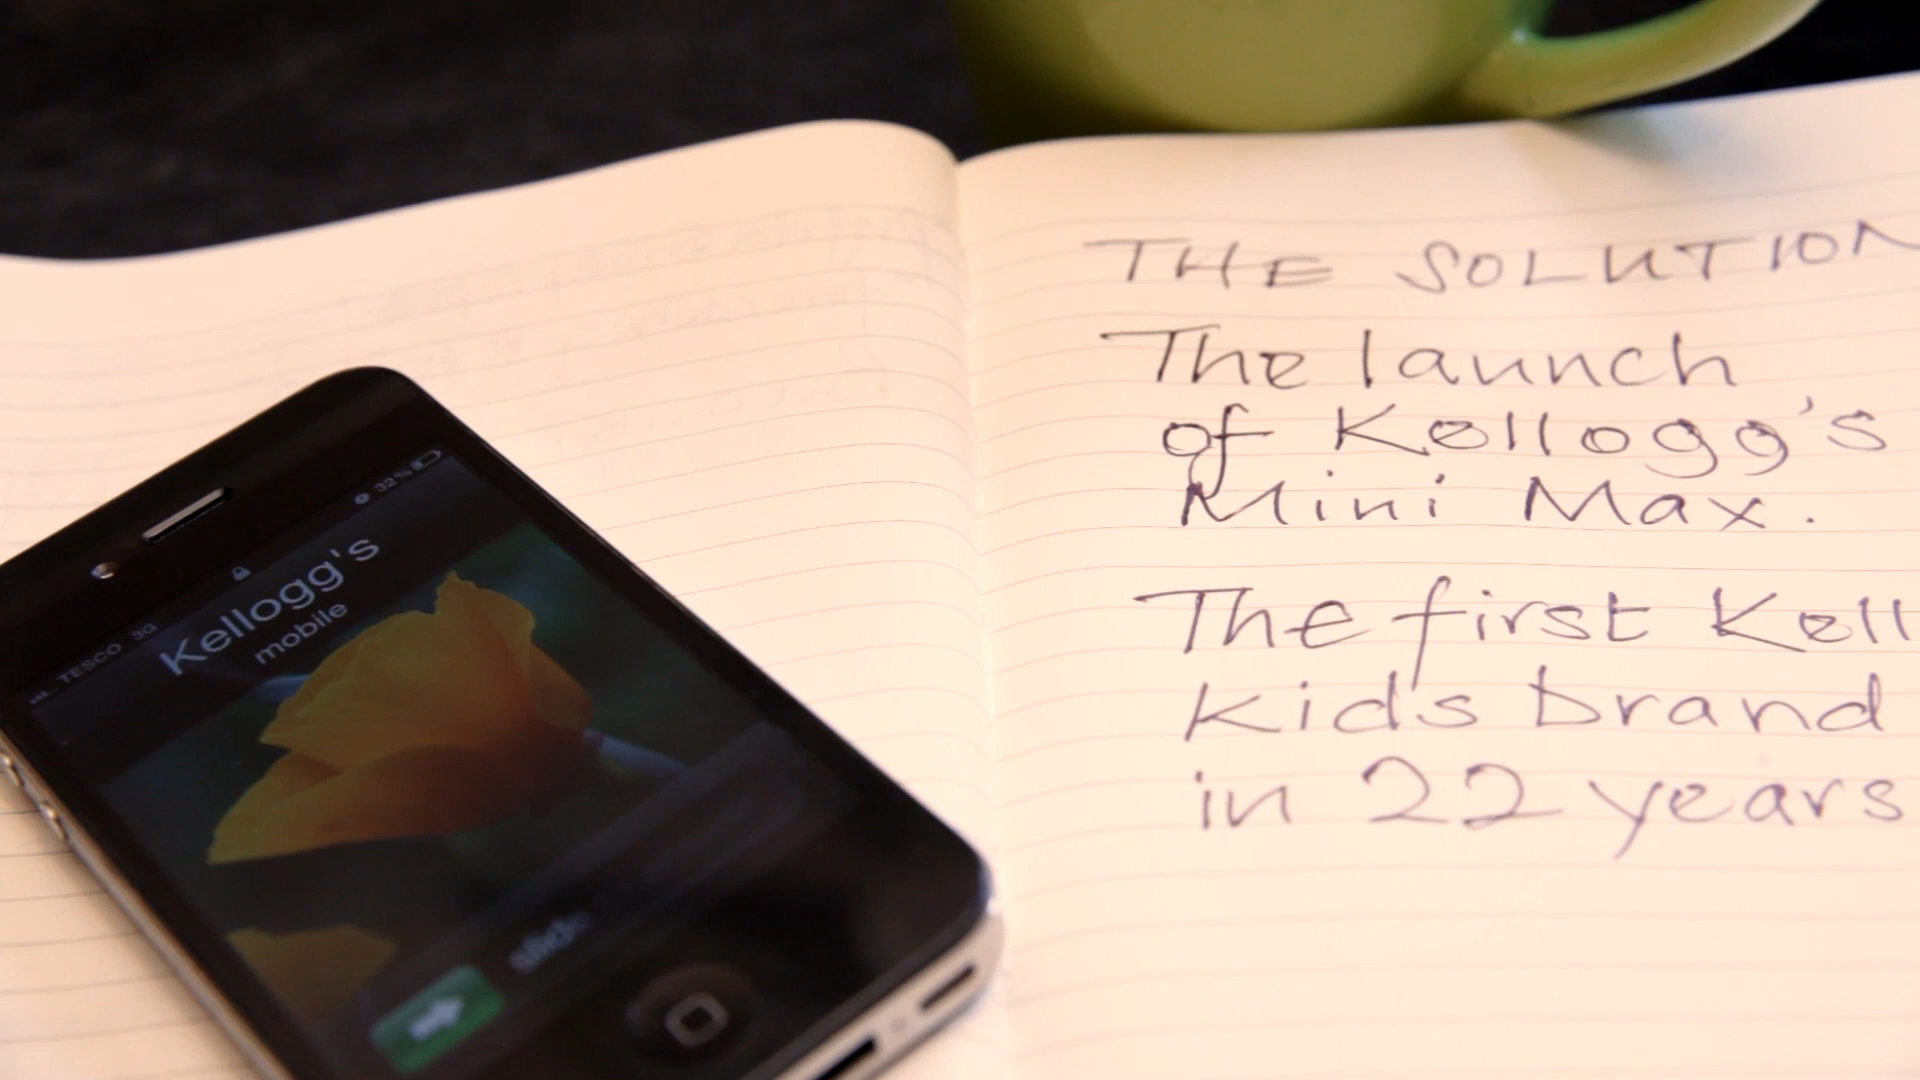 TESCO 3G
32%
Kellogg's
mobile
slide
THE SOLUTION
The launch
of Kellogg's
Mini Max.
The first Kell
Kids brand
in 22 years